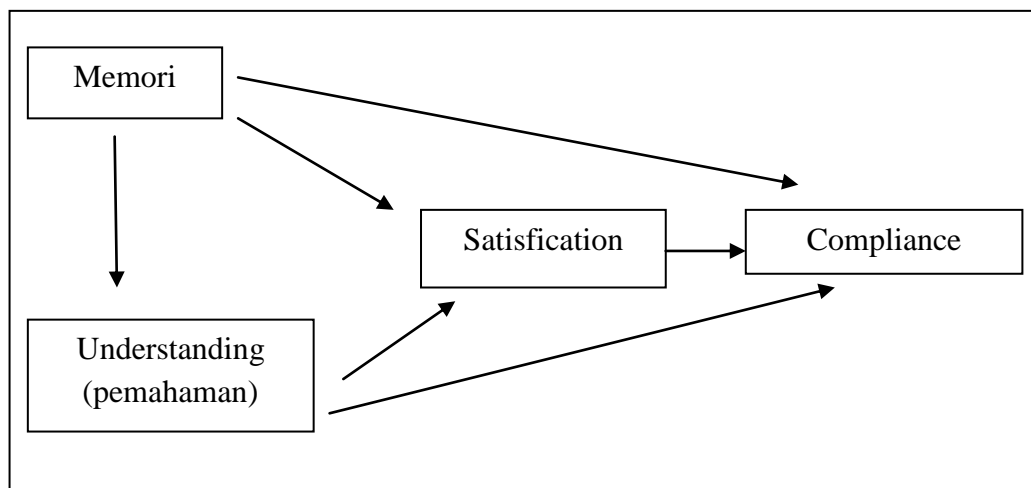 Memori
Satisfication
Compliance
Understanding
(pemahaman)